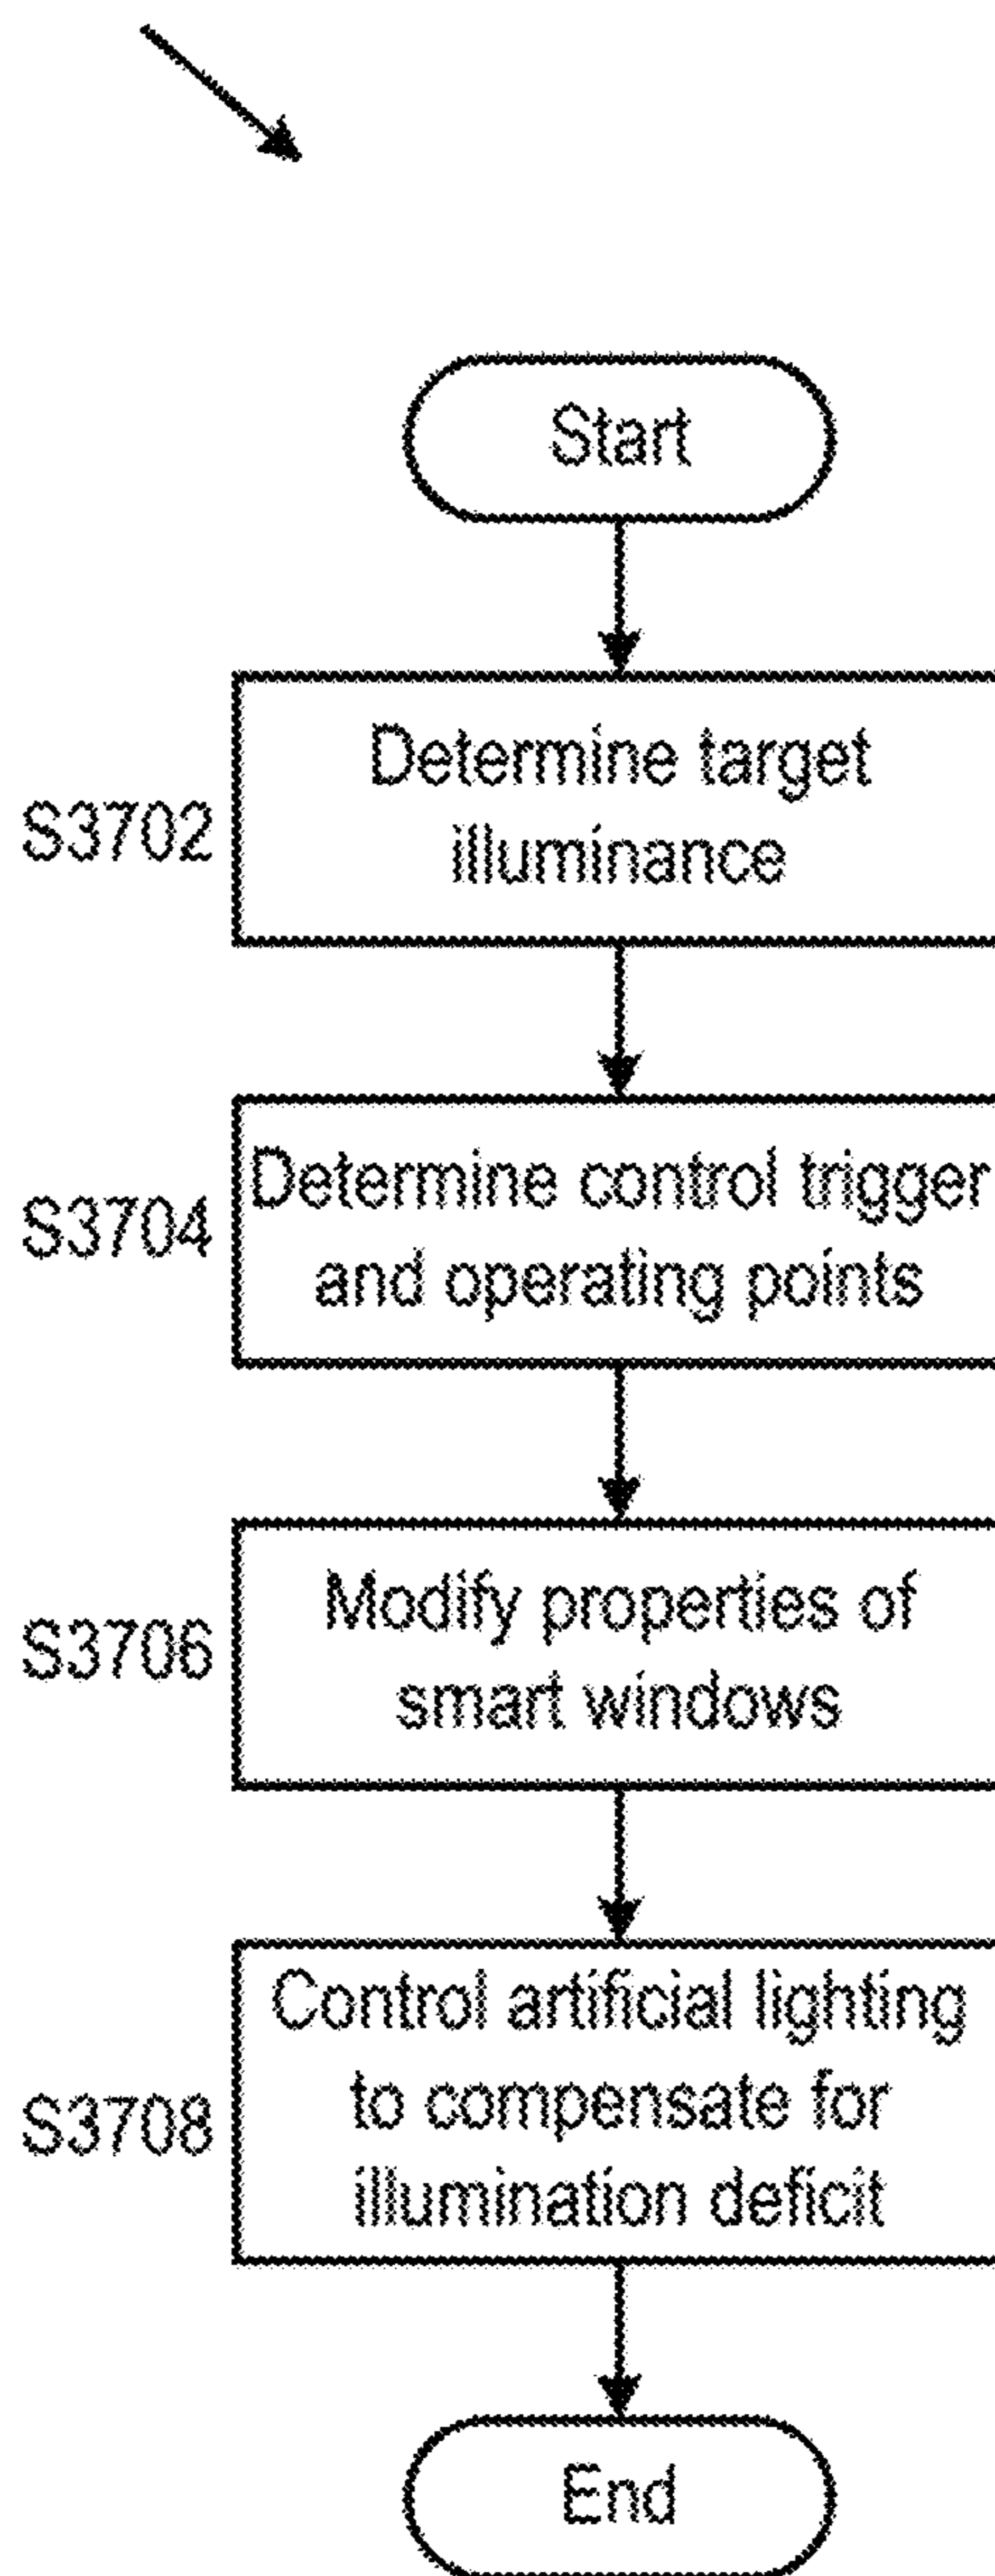 Start
S3702
Determine target
illuminance
S3704
Determine control trigger
and operating points
S3706
Modify properties of
smart windows
S3708
Control artificial lighting
to compensate for
illumination deficit
End